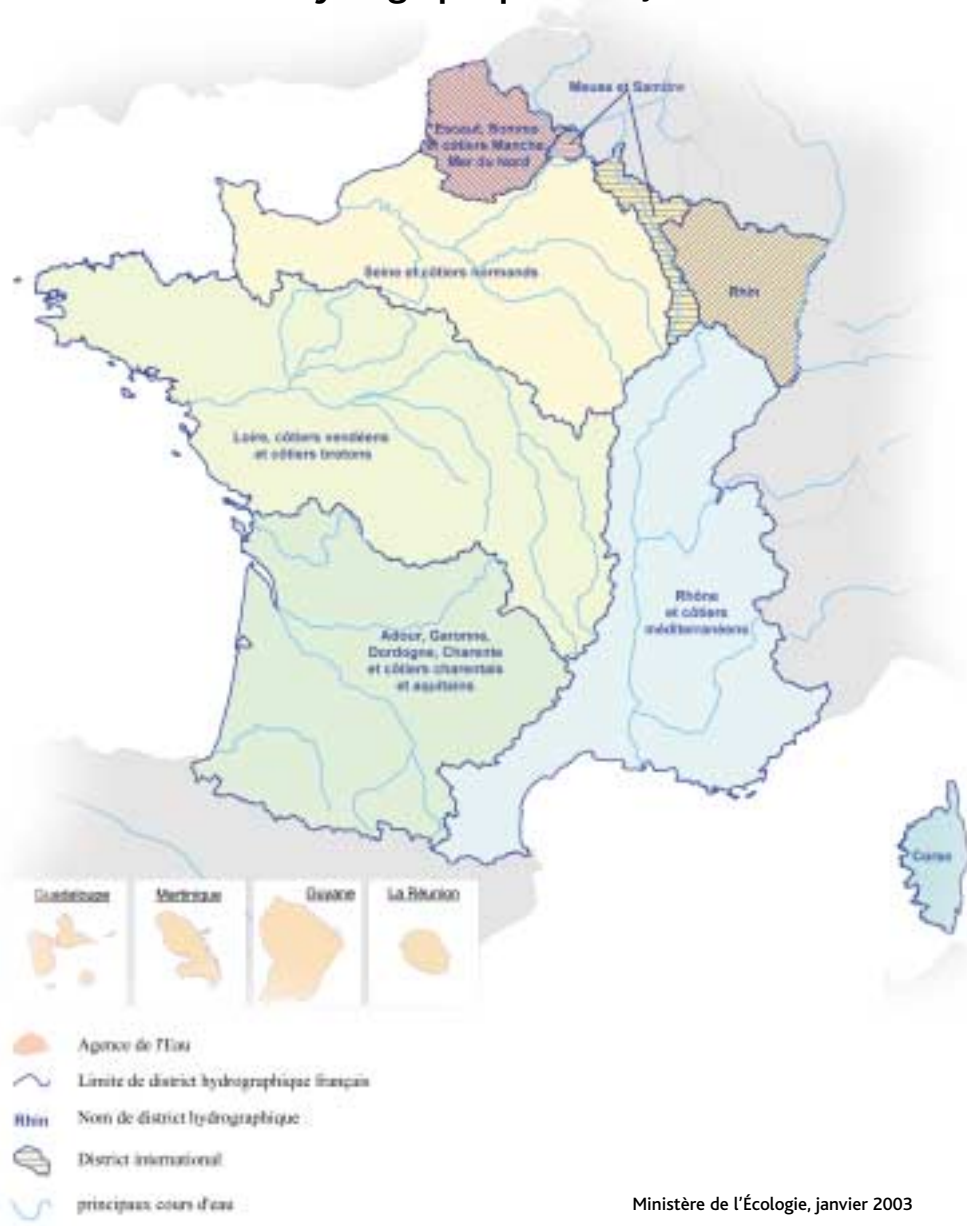 Meuse et Sambre
Escaut, Somme
et côtiers Manche
Mer du Nord
Seine et côtiers normands
Rhin
Loire, côtiers vendéens
et côtiers bretons
Rhône
et côtiers
méditerranéens
Adour, Garonne,
Dordogne, Charente
et côtiers charentais
et aquitains
Corse
Guadeloupe
Martinique
Guyane
La Réunion
Agence de l'Eau
Limite de district hydrographique français
Rhin
Nom de district hydrographique
District international
principaux cours d'eau
Ministère de l'Écologie, janvier 2003